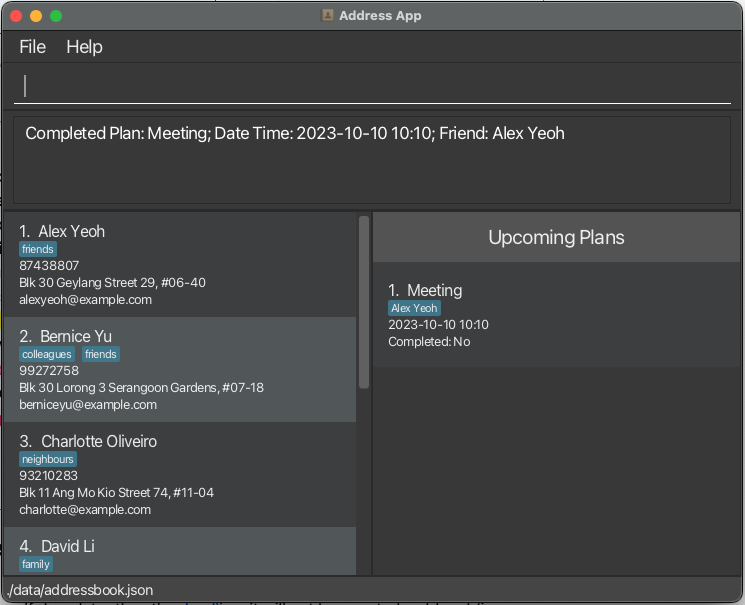 Address App
File Help
Completed Plan: Meeting; Date Time: 2023-10-10 10:10; Friend: Alex Yeoh
1. Alex Yeoh
friends
87438807
Blk 30 Geylang Street 29, #06-40
alexyeoh@example.com
2. Bernice Yu
colleagues friends
99272758
Blk 30 Lorong 3 Serangoon Gardens, #07-18
berniceyu@example.com
3. Charlotte Oliveiro
neighbours
93210283
Blk 11 Ang Mo Kio Street 74, #11-04
charlotte@example.com
4. David Li
family
Upcoming Plans
1. Meeting
Alex Yeoh
2023-10-10 10:10
Completed: No
./data/addressbook.json